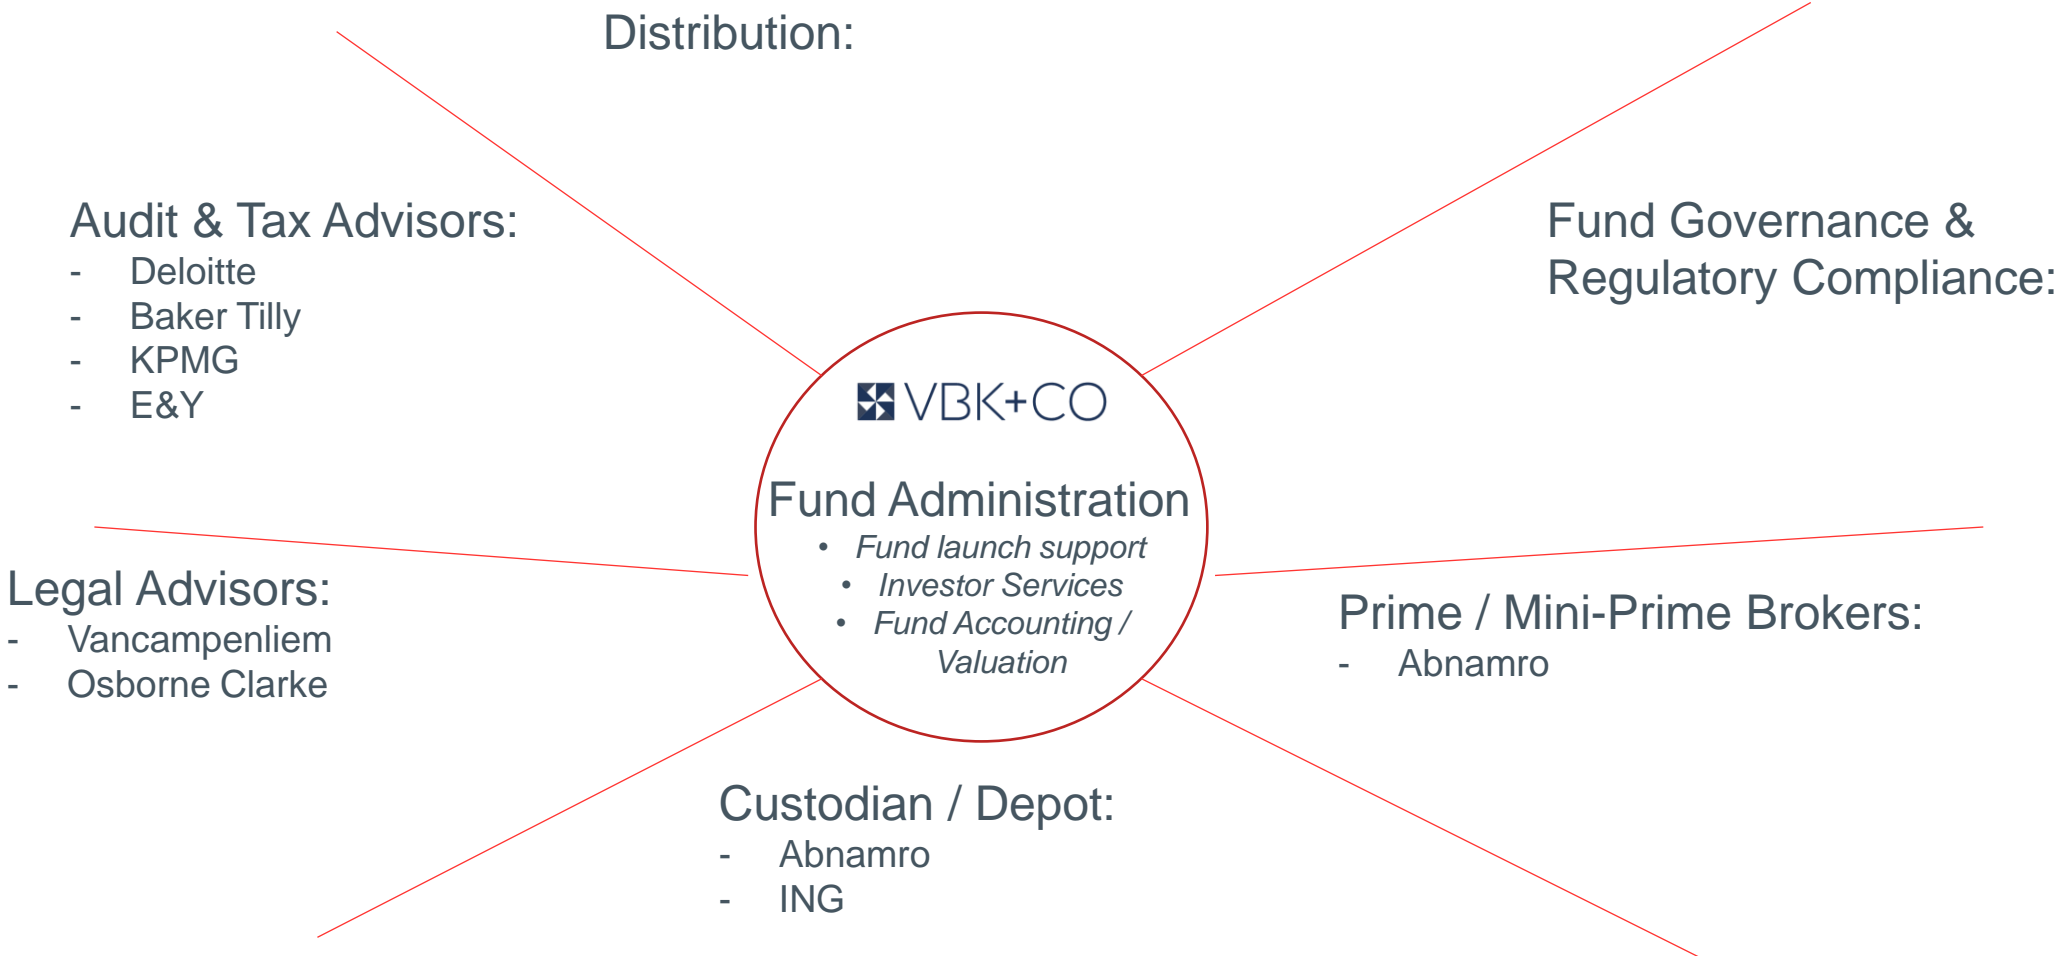 Distribution:
Audit & Tax Advisors:
- Deloitte
- Baker Tilly
- KPMG
- E&Y
Fund Governance &
Regulatory Compliance:
VBK+CO
Fund Administration
• Fund launch support
• Investor Services
• Fund Accounting /
Valuation
Legal Advisors:
- Vancampenliem
- Osborne Clarke
Prime / Mini-Prime Brokers:
- Abnamro
Custodian / Depot:
- Abnamro
- ING